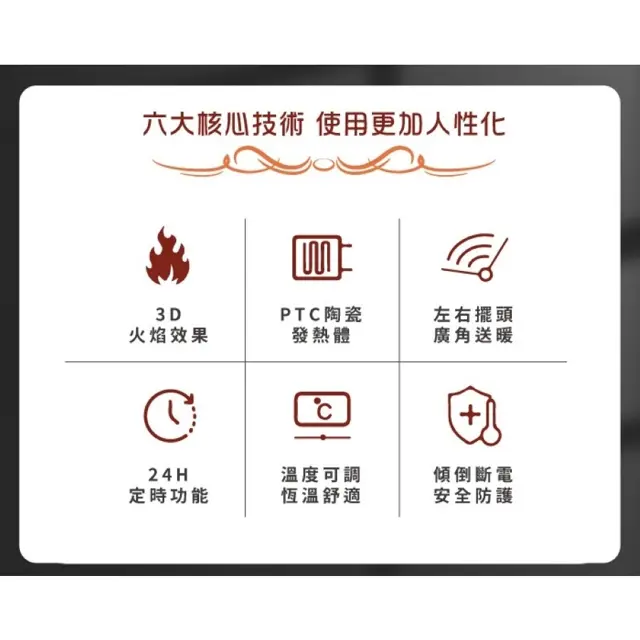 六大核心技術 使用更加人性化
3D
火焰效果
PTC陶瓷
發熱體
左右擺頭
廣角送暖
24H
定時功能
°C
溫度可調
恆溫舒適
傾倒斷電
安全防護